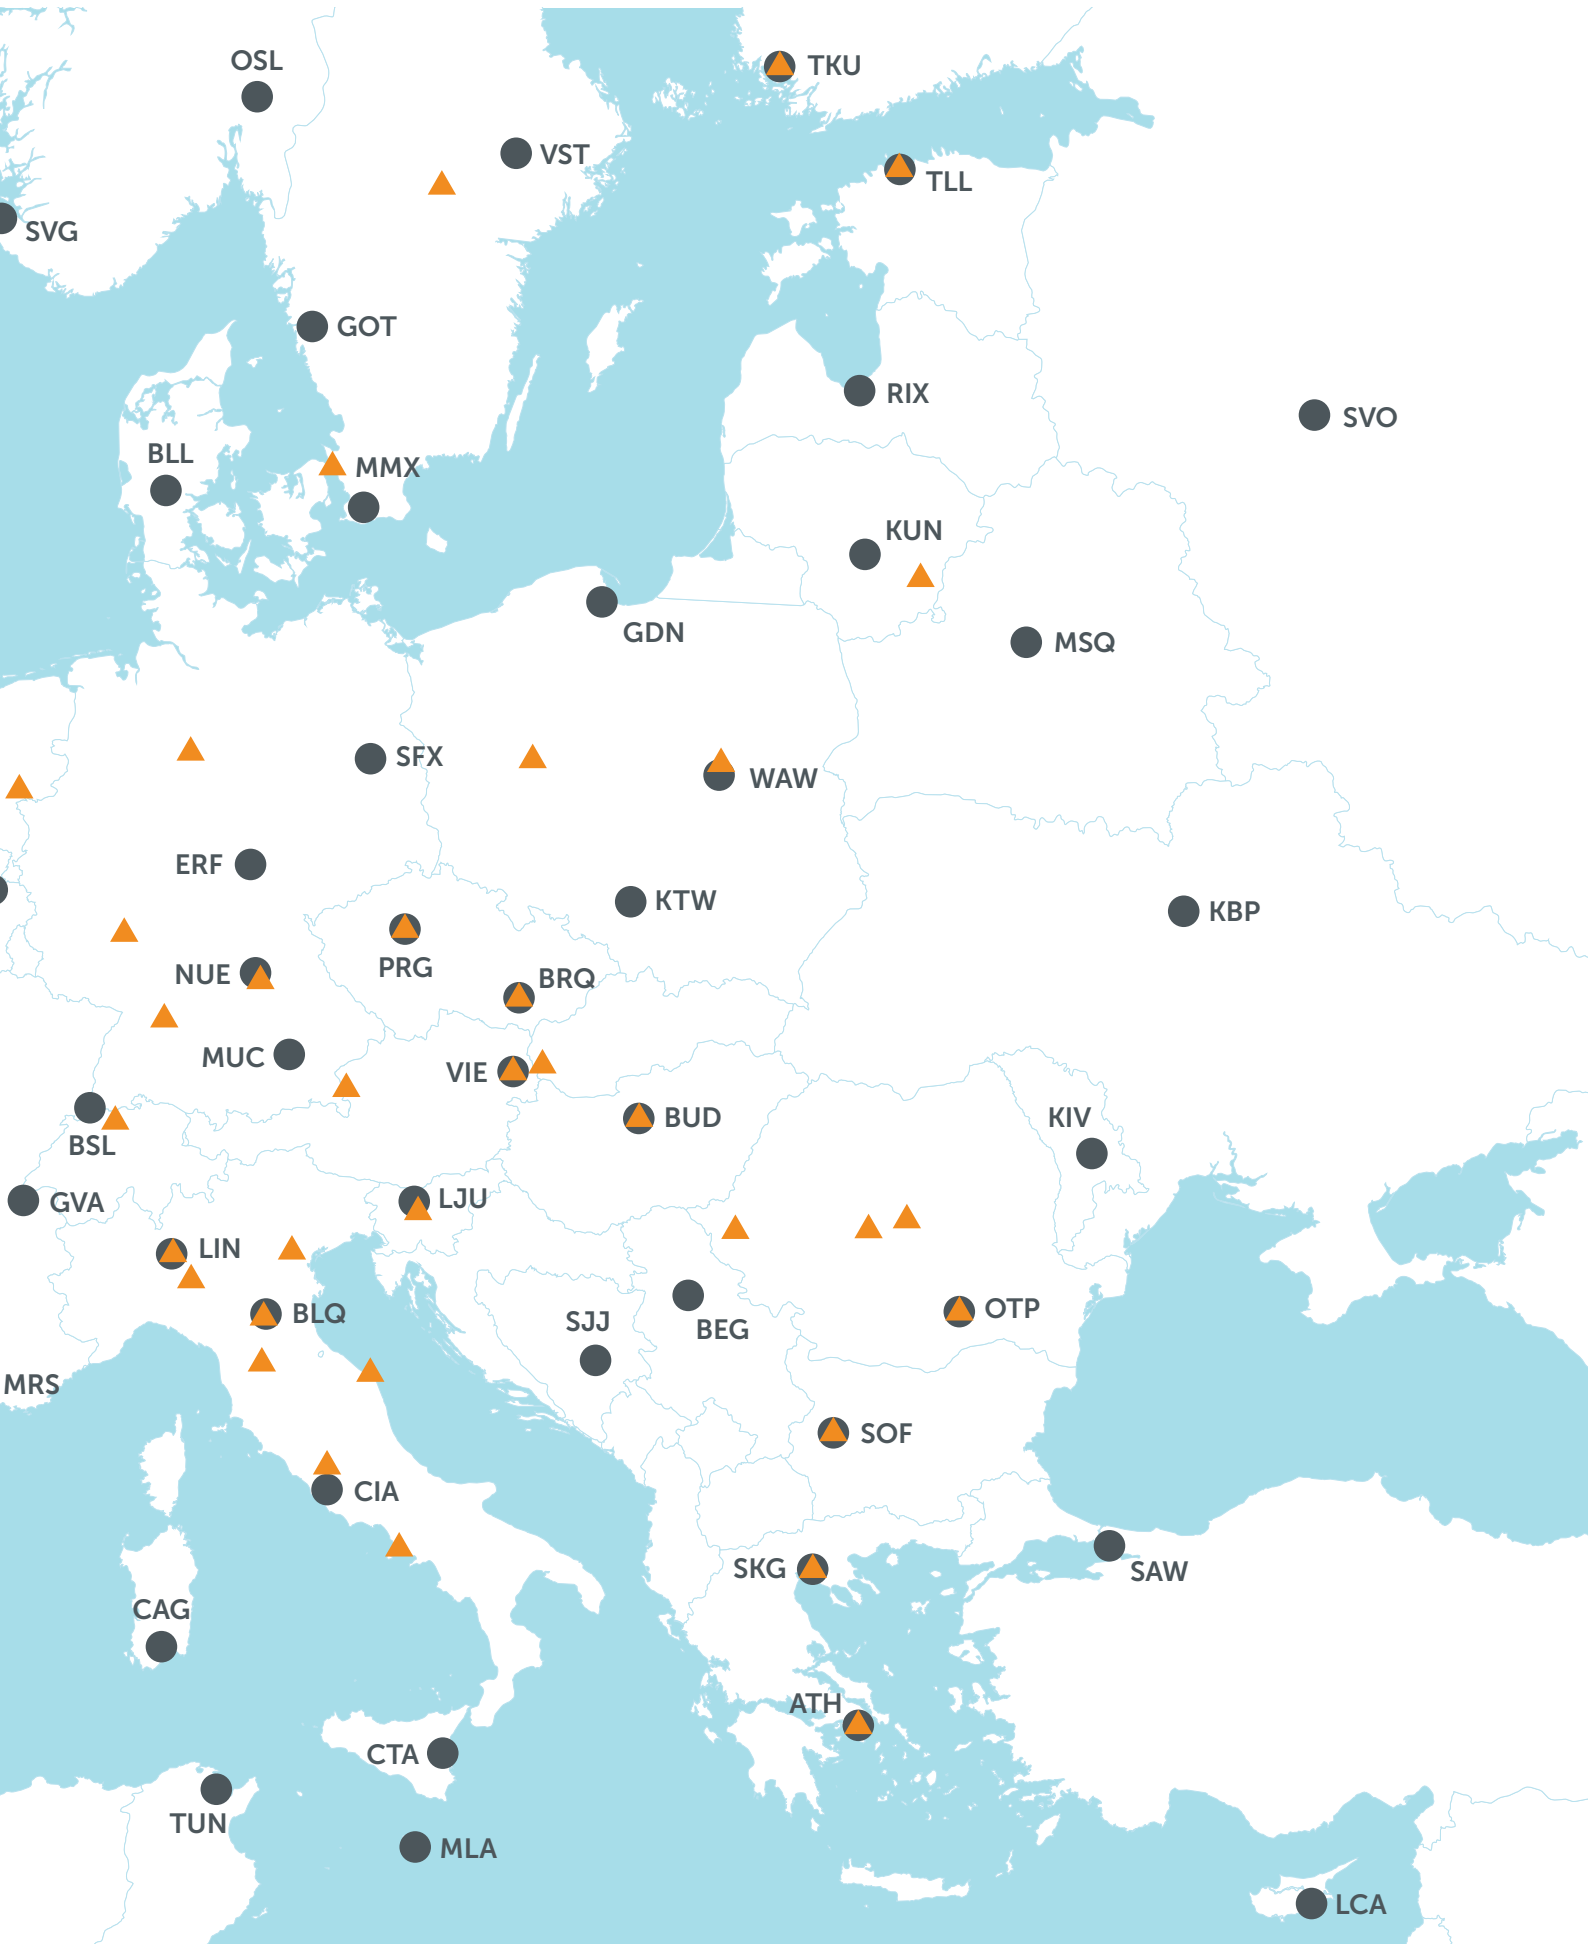 OSL
TKU
VST
TLL
SVG
GOT
RIX
SVO
BLL
MMX
KUN
GDN
MSQ
SFX
WAW
ERF
KTW
KBP
PRG
NUE
BRQ
MUC
VIE
BUD
KIV
BSL
GVA
LJU
LIN
BLQ
OTP
SJJ
BEG
MRS
SOF
CIA
SKG
SAW
CAG
ATH
CTA
TUN
MLA
LCA